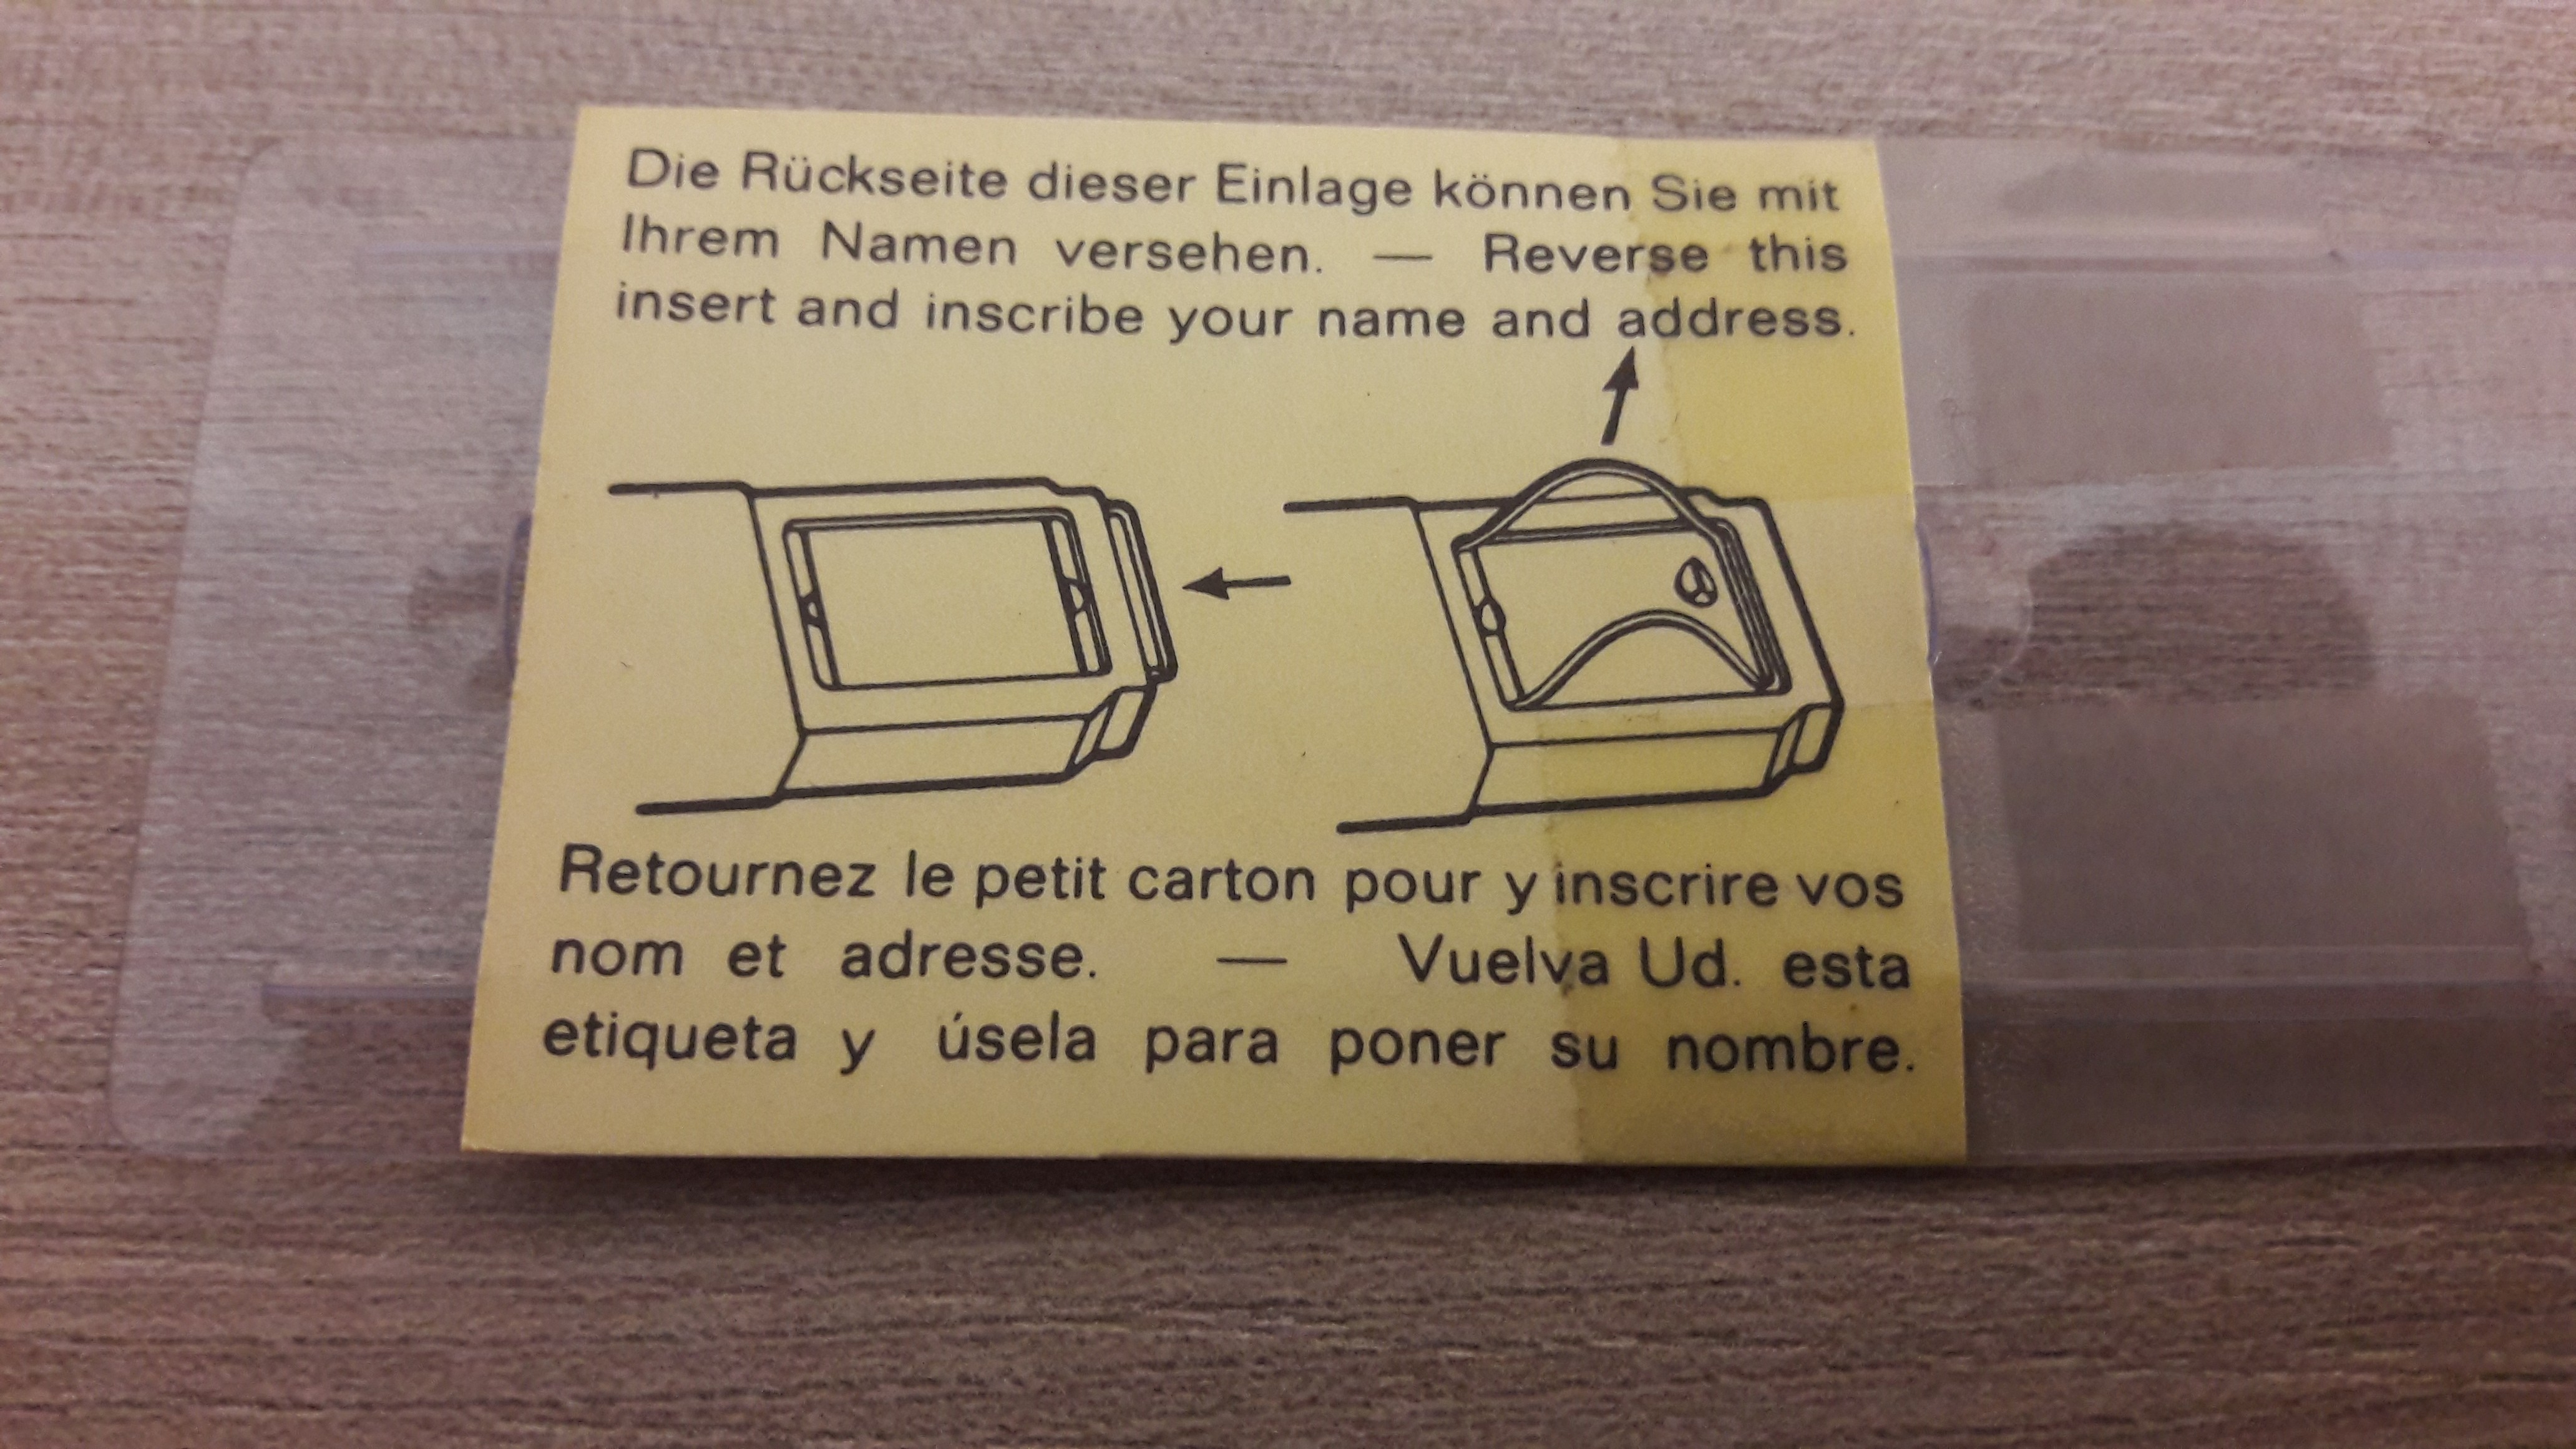 Die Rückseite dieser Einlage können Sie mit
Ihrem Namen versehen. — Reverse this
insert and inscribe your name and address.
Retournez le petit carton pour y inscrire vos
nom et adresse. — Vuelva Ud. esta
etiqueta y úsela para poner su nombre.